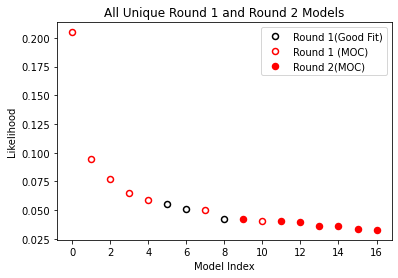 All Unique Round 1 and Round 2 Models
Round 1(Good Fit)
Round 1 (MOC)
Round 2(MOC)
Likelihood
0.200
0.175
0.150
0.125
0.100
0.075
0.050
0.025
0 2 4 6 8 10 12 14 16
Model Index